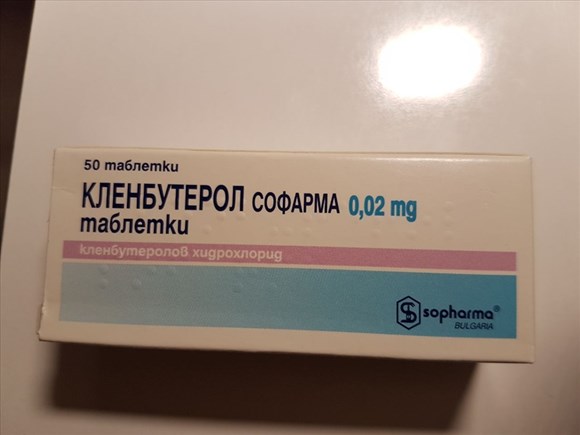 50 таблетки
КЛЕНБУТЕРОЛ СОФАРМА 0,02 mg
таблетки
кленбутеролов хидрохлорид
sopharma®
BULGARIA